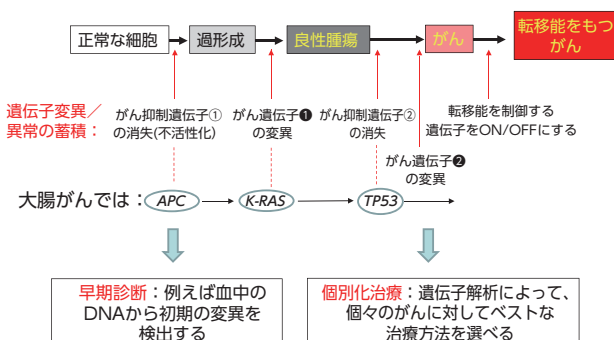 正常な細胞
過形成
良性腫瘍
がん
転移能をもつ
がん
遺伝子変異／
異常の蓄積：
がん抑制遺伝子①
の消失(不活性化)
がん遺伝子❶
の変異
がん抑制遺伝子②
の消失
がん遺伝子❷
の変異
転移能を制御する
遺伝子をON/OFFにする
大腸がんでは：
APC
K-RAS
TP53
早期診断：例えば血中の
DNAから初期の変異を
検出する
個別化治療：遺伝子解析によって、
個々のがんに対してベストな
治療方法を選べる